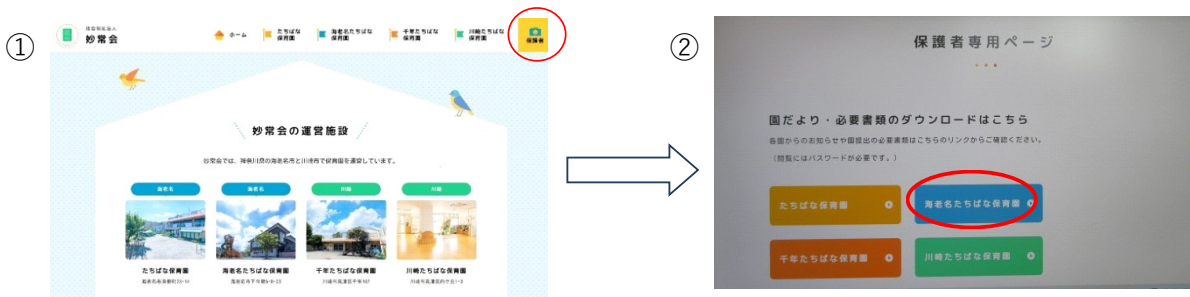 ①
社会福祉法人
妙常会
ホーム
たちばな
保育園
海老名たちばな
保育園
千年たちばな
保育園
川崎たちばな
保育園
保護者
妙常会の運営施設
妙常会では、神奈川県の海老名市と川崎市で保育園を運営しています。
海老名
海老名
川崎
川崎
たちばな保育園
海老名たちばな保育園
千年たちばな保育園
川崎たちばな保育園
②
保護者専用ページ
園だより・必要書類のダウンロードはこちら
各園からのお知らせや園提出の必要書類はこちらのリンクからご確認ください。
（閲覧にはパスワードが必要です。）
たちばな保育園
海老名たちばな保育園
千年たちばな保育園
川崎たちばな保育園